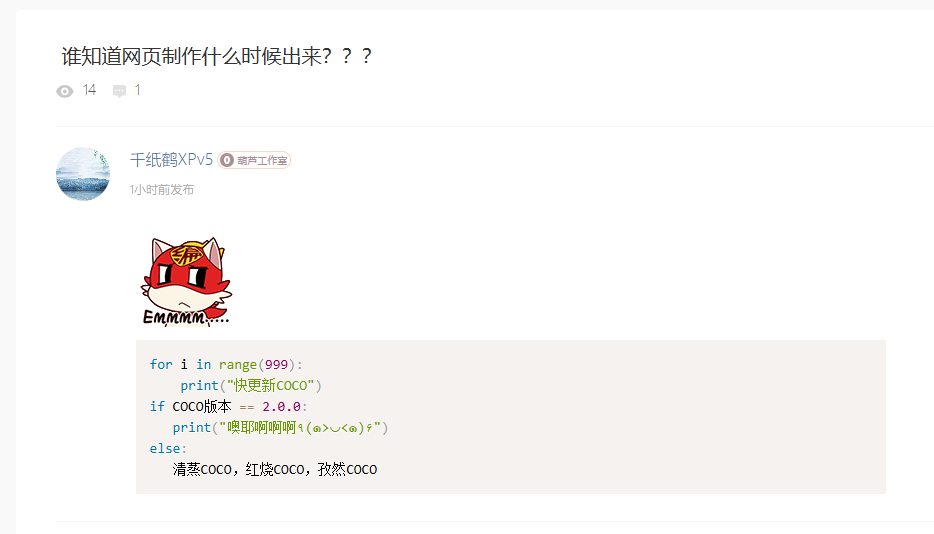 谁知道网页制作什么时候出来？？？
14 1
千纸鹤XPv5 0 葫芦工作室
1小时前发布
编
Emmmm.....
for i in range(999):
    print("快更新COCO")
if COCO版本 == 2.0.0:
   print("噢耶啊啊啊٩(๑>◡<๑)۶")
else:
   清蒸COCO，红烧COCO，孜然COCO